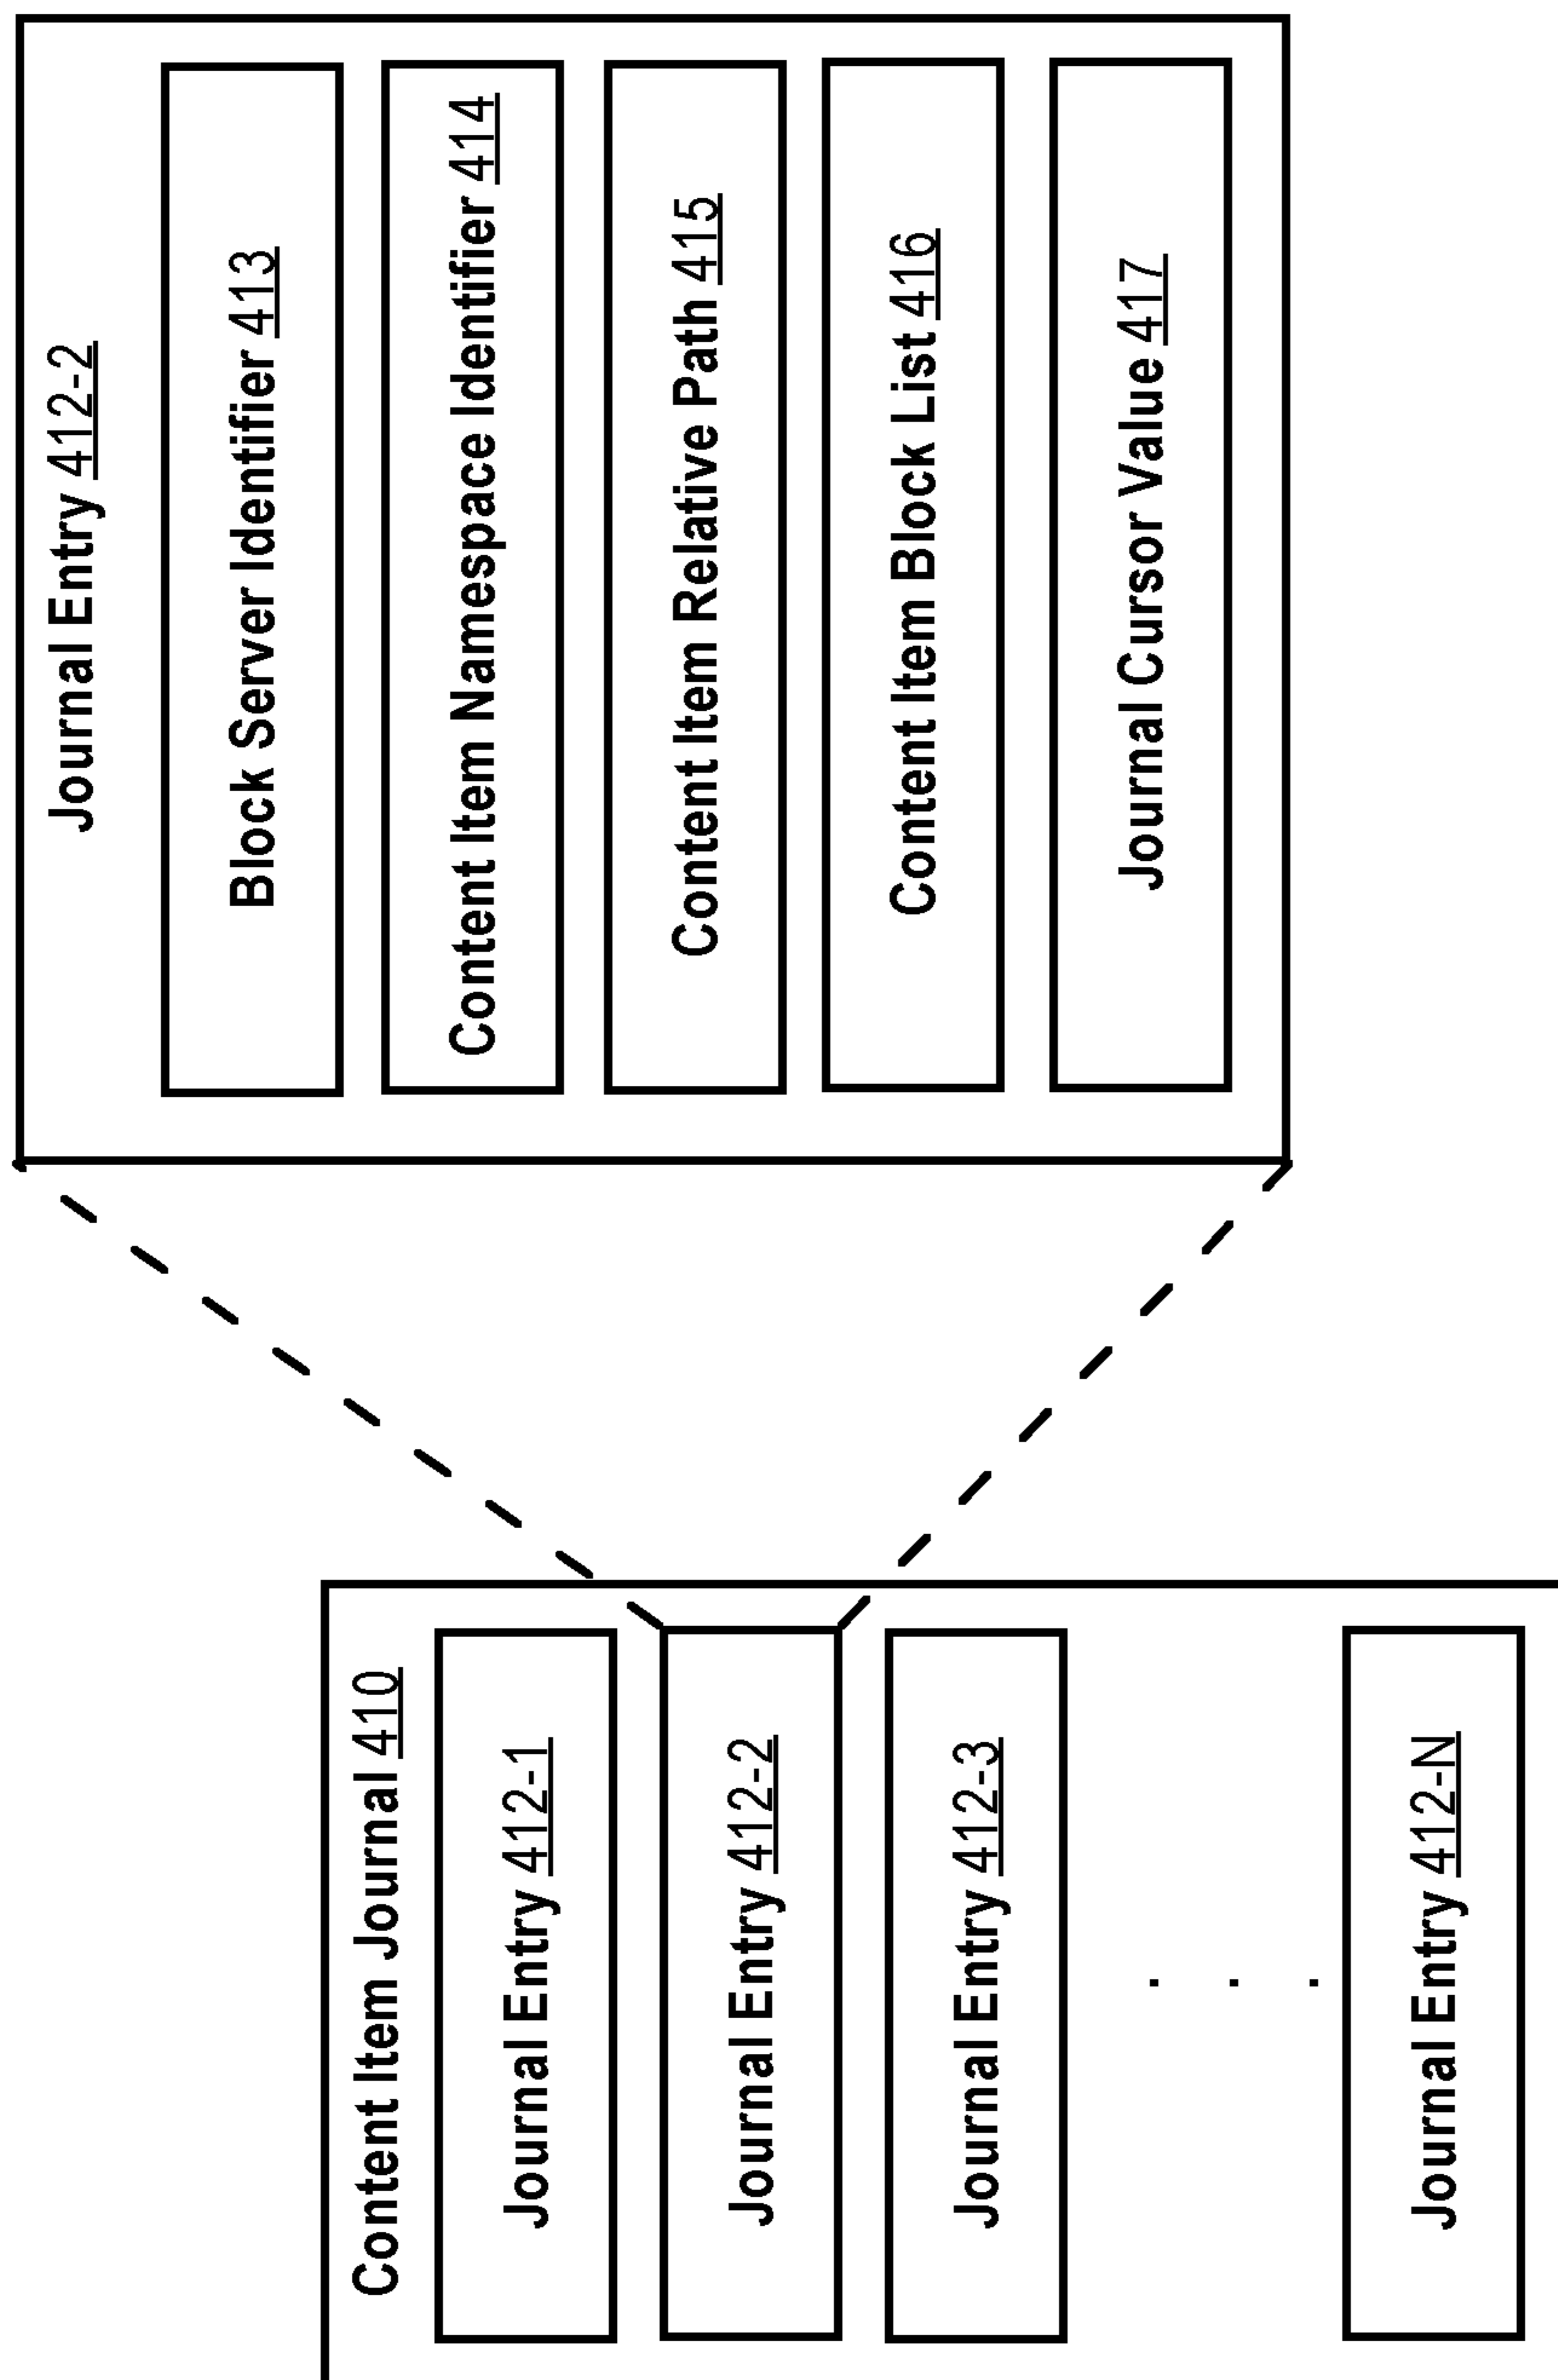 Content Item Journal 410
Journal Entry 412-1
Journal Entry 412-2
Journal Entry 412-3
.
.
.
Journal Entry 412-N
Journal Entry 412-2
Block Server Identifier 413
Content Item Namespace Identifier 414
Content Item Relative Path 415
Content Item Block List 416
Journal Cursor Value 417